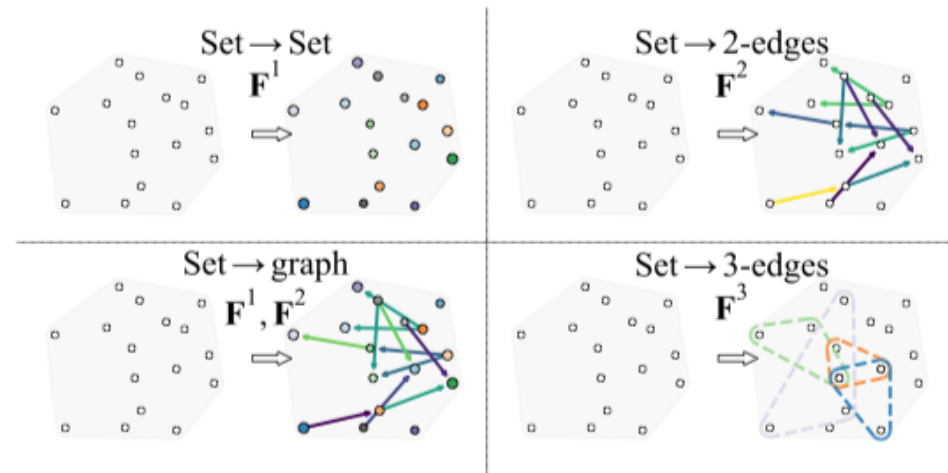 Set → Set
F¹
Set → 2-edges
F²
Set → graph
F¹, F²
Set → 3-edges
F³